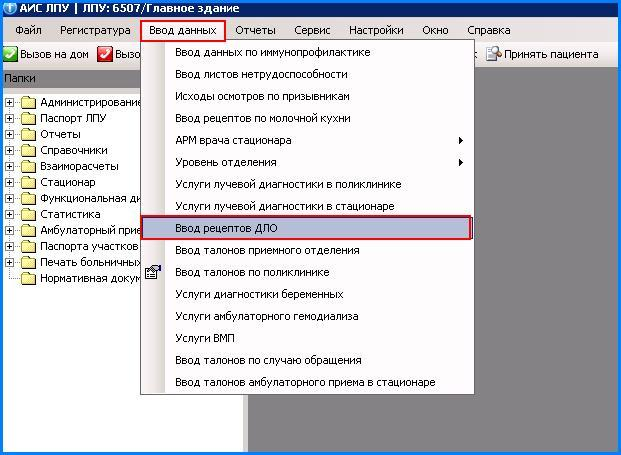 АИС ЛПУ | ЛПУ: 6507/Главное здание
Файл Регистратура Ввод данных Отчеты Сервис Настройки Окно Справка
Вызов на дом Вызо Принять пациента
Папки
Администрирование
Паспорт ЛПУ
Отчеты
Справочники
Взаиморасчеты
Стационар
Функциональная ди
Статистика
Амбулаторный прие
Паспорта участков
Печать больничных
Нормативная докум
Ввод данных по иммунопрофилактике
Ввод листов нетрудоспособности
Исходы осмотров по призывникам
Ввод рецептов по молочной кухни
АРМ врача стационара
Уровень отделения
Услуги лучевой диагностики в поликлинике
Услуги лучевой диагностики в стационаре
Ввод рецептов ДЛО
Ввод талонов приемного отделения
Ввод талонов по поликлинике
Услуги диагностики беременных
Услуги амбулаторного гемодиализа
Услуги ВМП
Ввод талонов по случаю обращения
Ввод талонов амбулаторного приема в стационаре